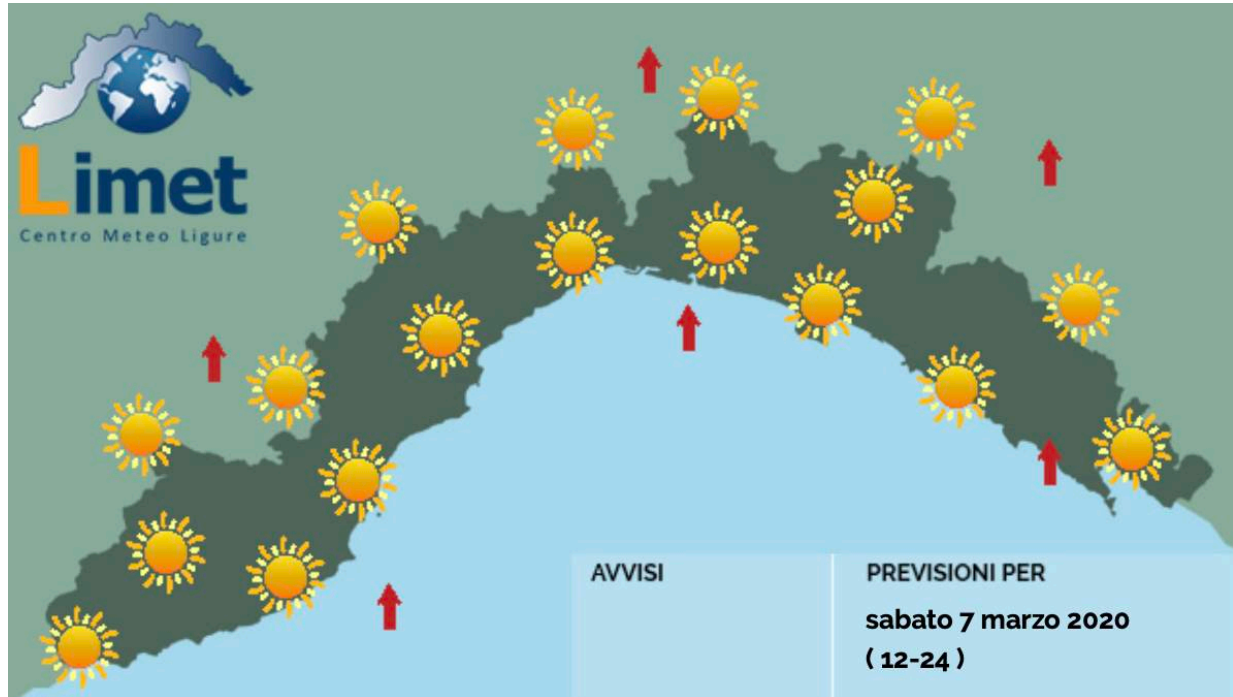 Limet
Centro Meteo Ligure
AVVISI
PREVISIONI PER
sabato 7 marzo 2020
( 12-24 )